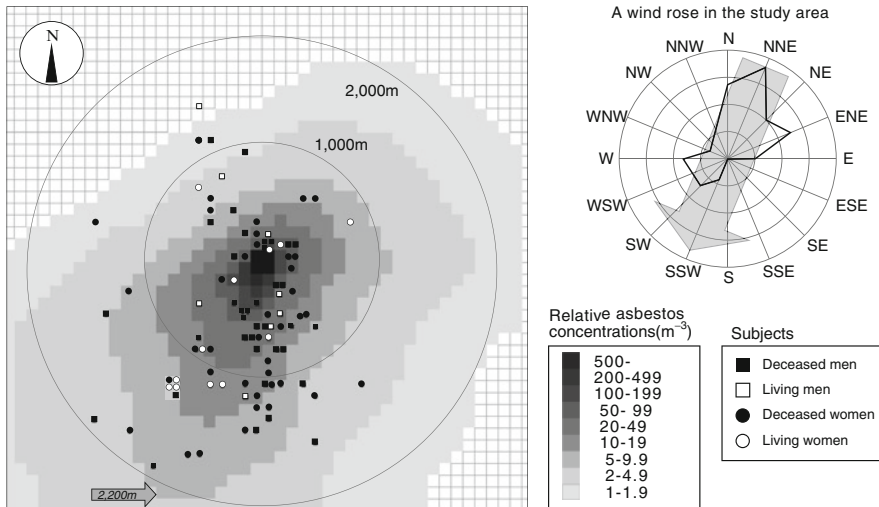 N
2,000m
1,000m
2,200m
A wind rose in the study area
N
NNW
NNE
NW
NE
WNW
ENE
W
E
WSW
ESE
SW
SE
SSW
SSE
S
Relative asbestos
concentrations(m⁻³)
500-
200-499
100-199
50- 99
20-49
10-19
5-9.9
2-4.9
1-1.9
Subjects
Deceased men
Living men
Deceased women
Living women